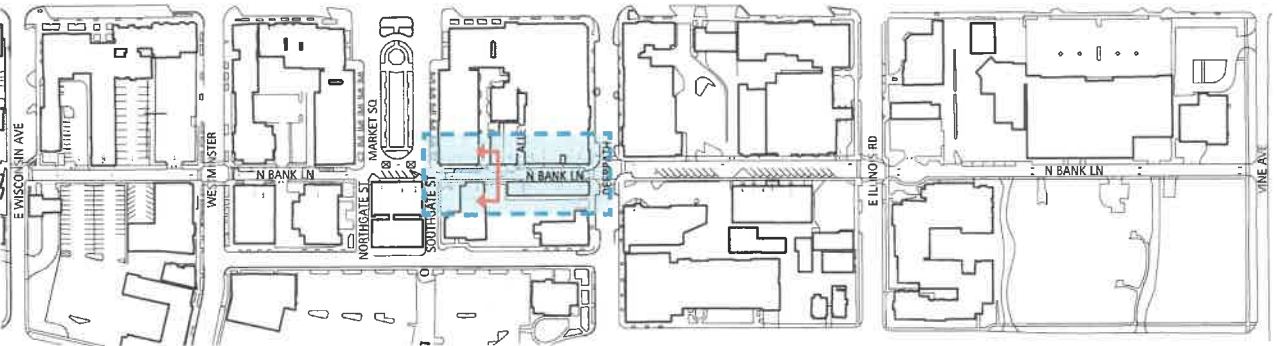 E WISCONSIN AVE
WESTMINSTER
MARKET SQ
NORTHGATE ST
SOUTHGATE ST
ALLEY
DEERPATH
E ILLINOIS RD
VINE AVE
N BANK LN
N BANK LN
N BANK LN